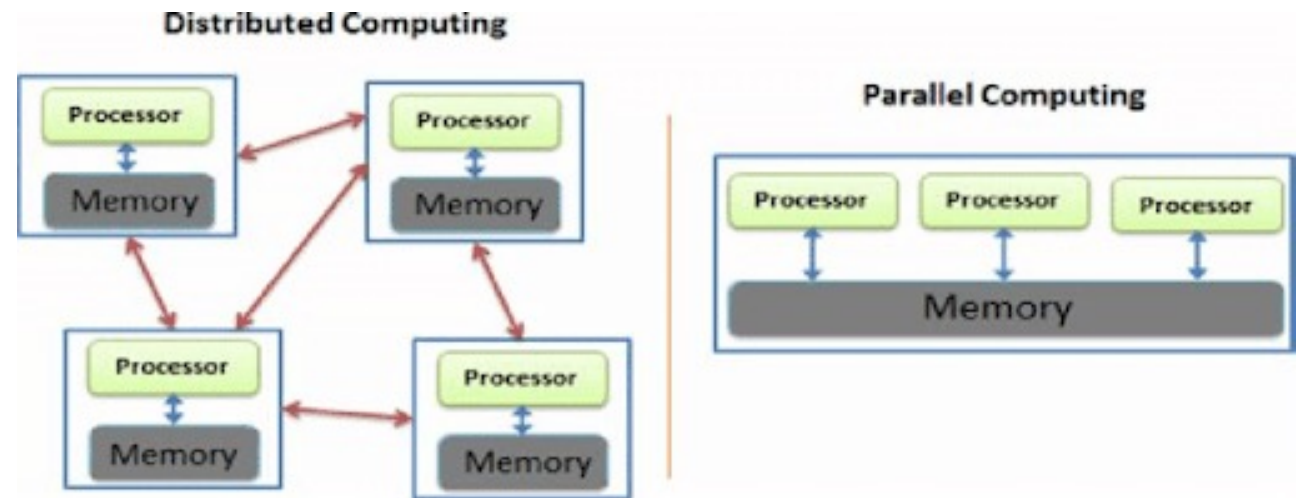 Distributed Computing
Processor
Memory
Processor
Memory
Processor
Memory
Processor
Memory
Parallel Computing
Processor
Processor
Processor
Memory